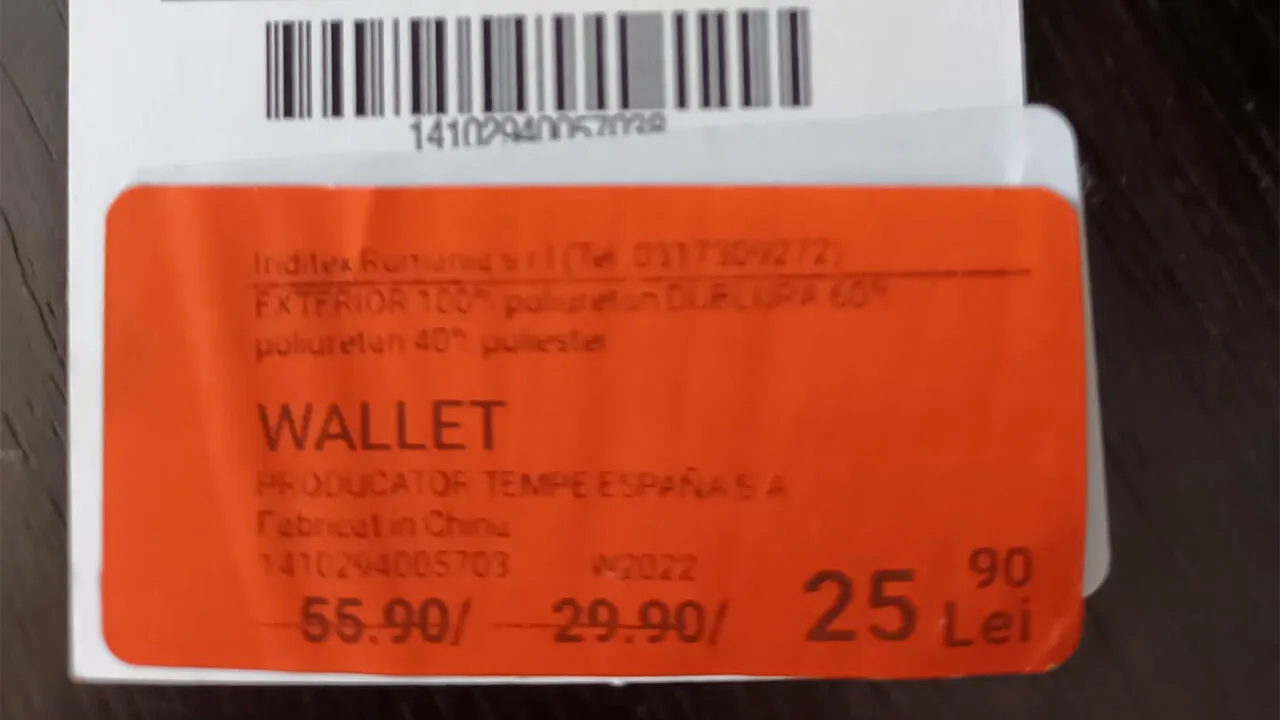 14102940057038
Inditex Romania s r l (Tel. 0317309272)
EXTERIOR 100% poliuretan DUBLURA 60%
poliuretan 40% poliester
WALLET
PRODUCATOR TEMPE ESPAÑA S A
Fabricat in China
1410294005703 W2022
55.90/ 29.90/ 25 90 Lei